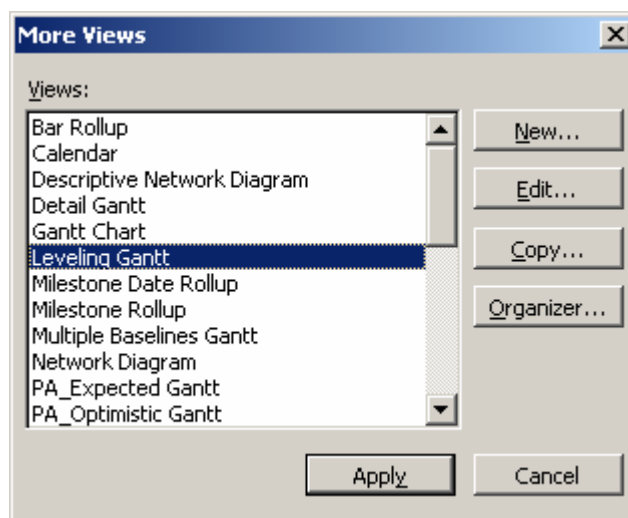 More Views
Views:
Bar Rollup
Calendar
Descriptive Network Diagram
Detail Gantt
Gantt Chart
Leveling Gantt
Milestone Date Rollup
Milestone Rollup
Multiple Baselines Gantt
Network Diagram
PA_Expected Gantt
PA_Optimistic Gantt
New...
Edit...
Copy...
Organizer...
Apply
Cancel